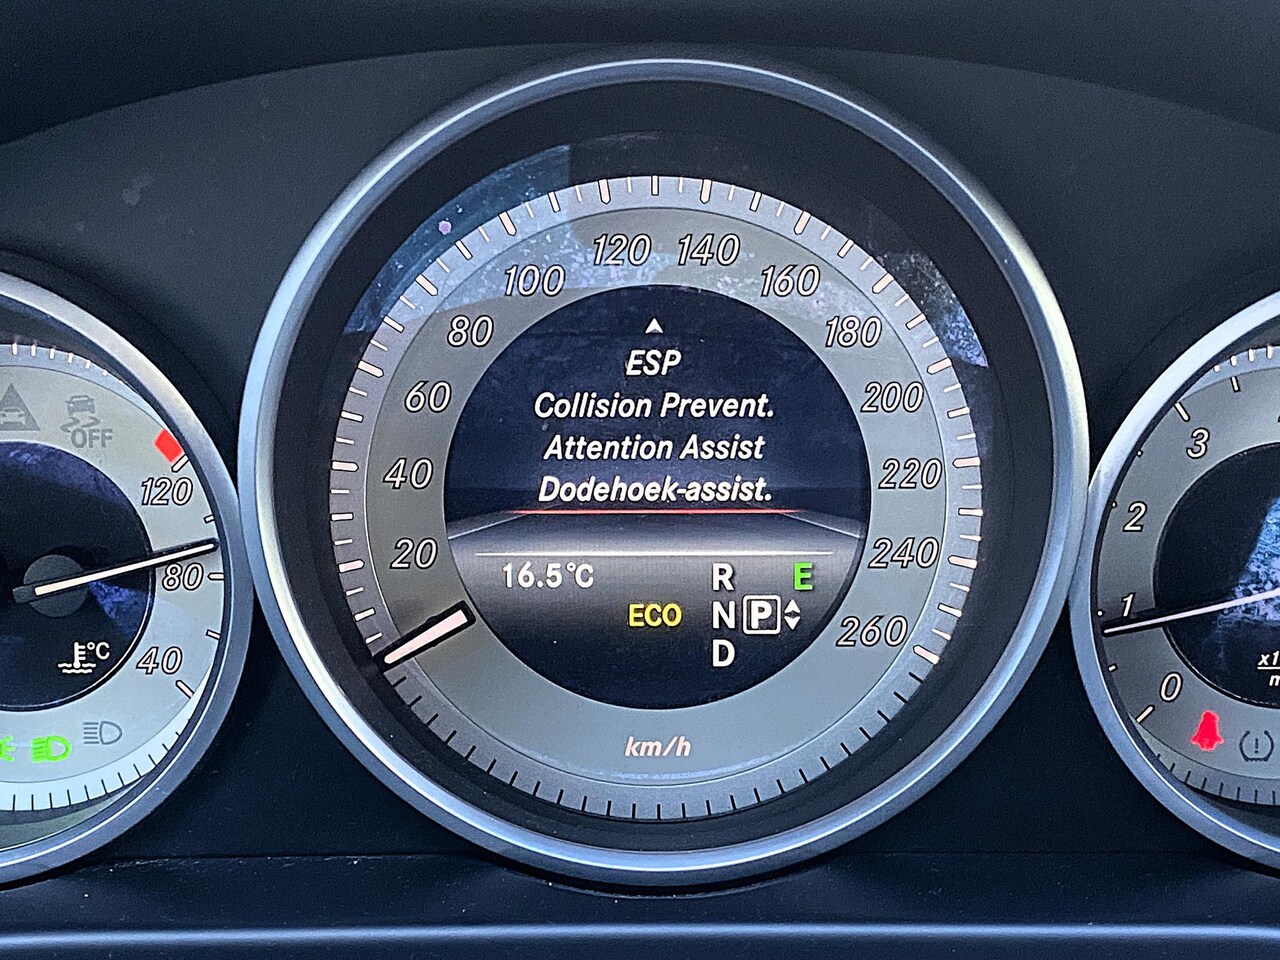 120 140
100 160
80 180
60 200
40 220
20 240
260
ESP
Collision Prevent.
Attention Assist
Dodehoek-assist.
16.5°C R E
ECO N P
D
km/h
OFF
120
80
40
°C
3
2
1
0